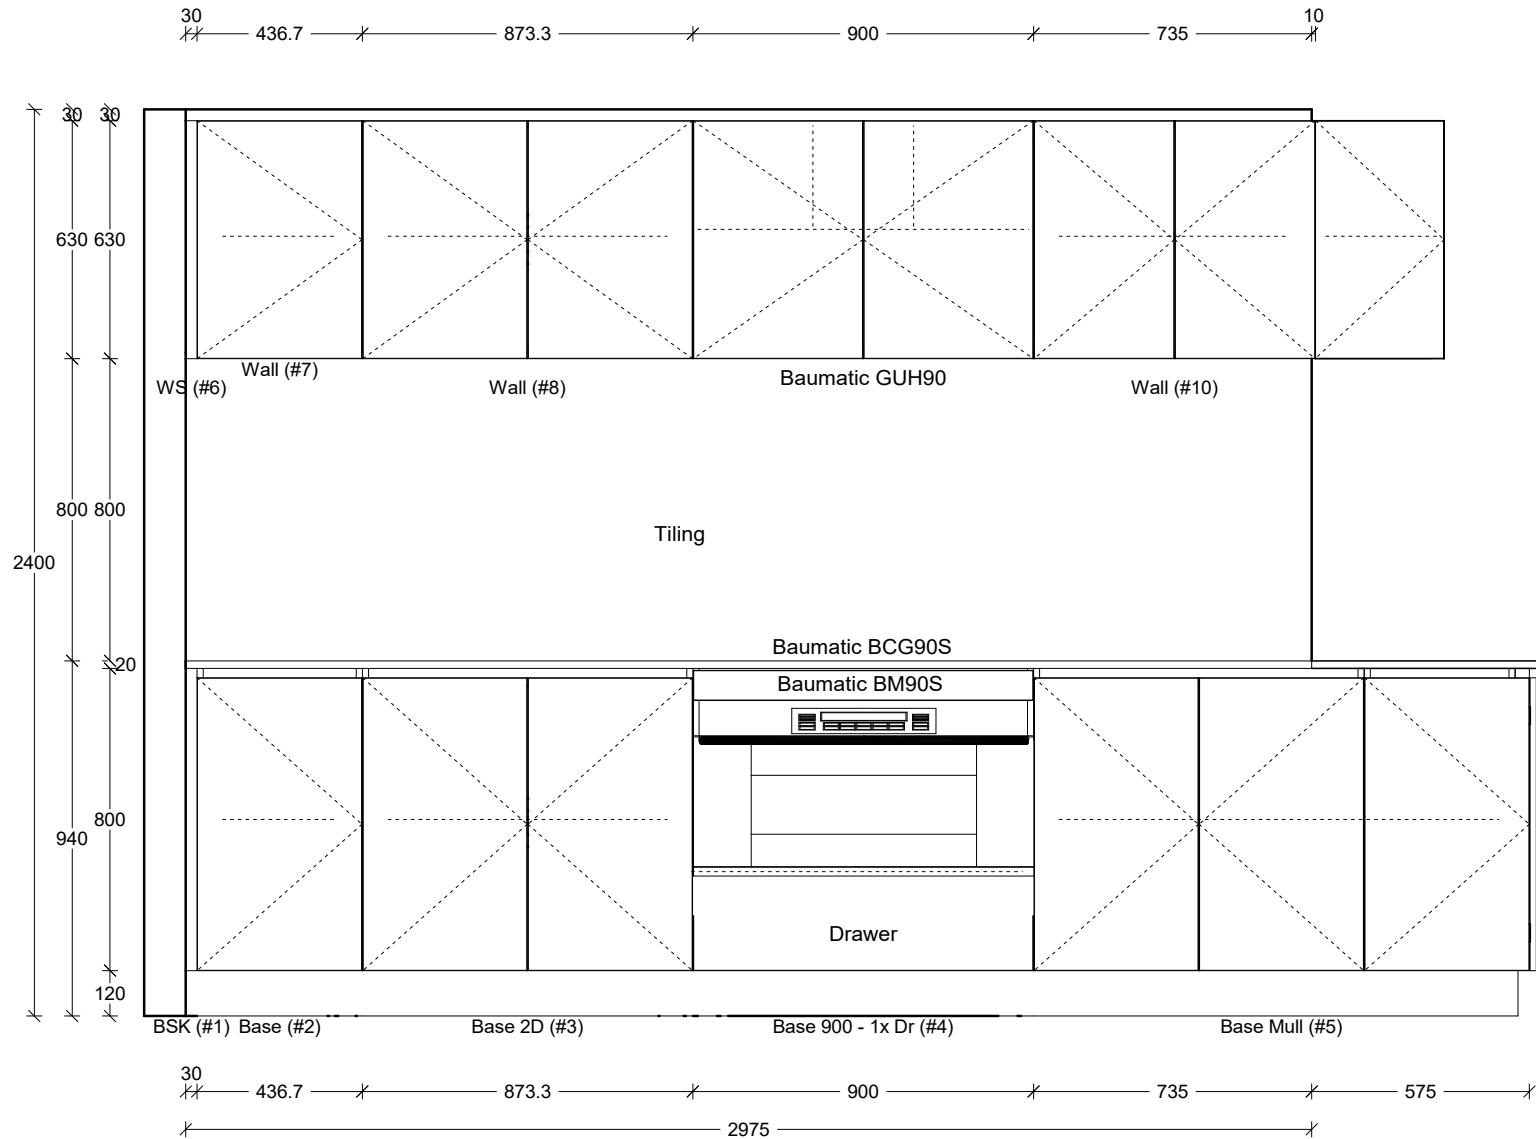 30
10
436.7
873.3
900
735
30
30
630
630
Wall (#7)
WS (#6)
Wall (#8)
Baumatic GUH90
Wall (#10)
800
800
Tiling
2400
Baumatic BCG90S
20
Baumatic BM90S
800
940
Drawer
120
BSK (#1)
Base (#2)
Base 2D (#3)
Base 900 - 1x Dr (#4)
Base Mull (#5)
30
436.7
873.3
900
735
575
2975